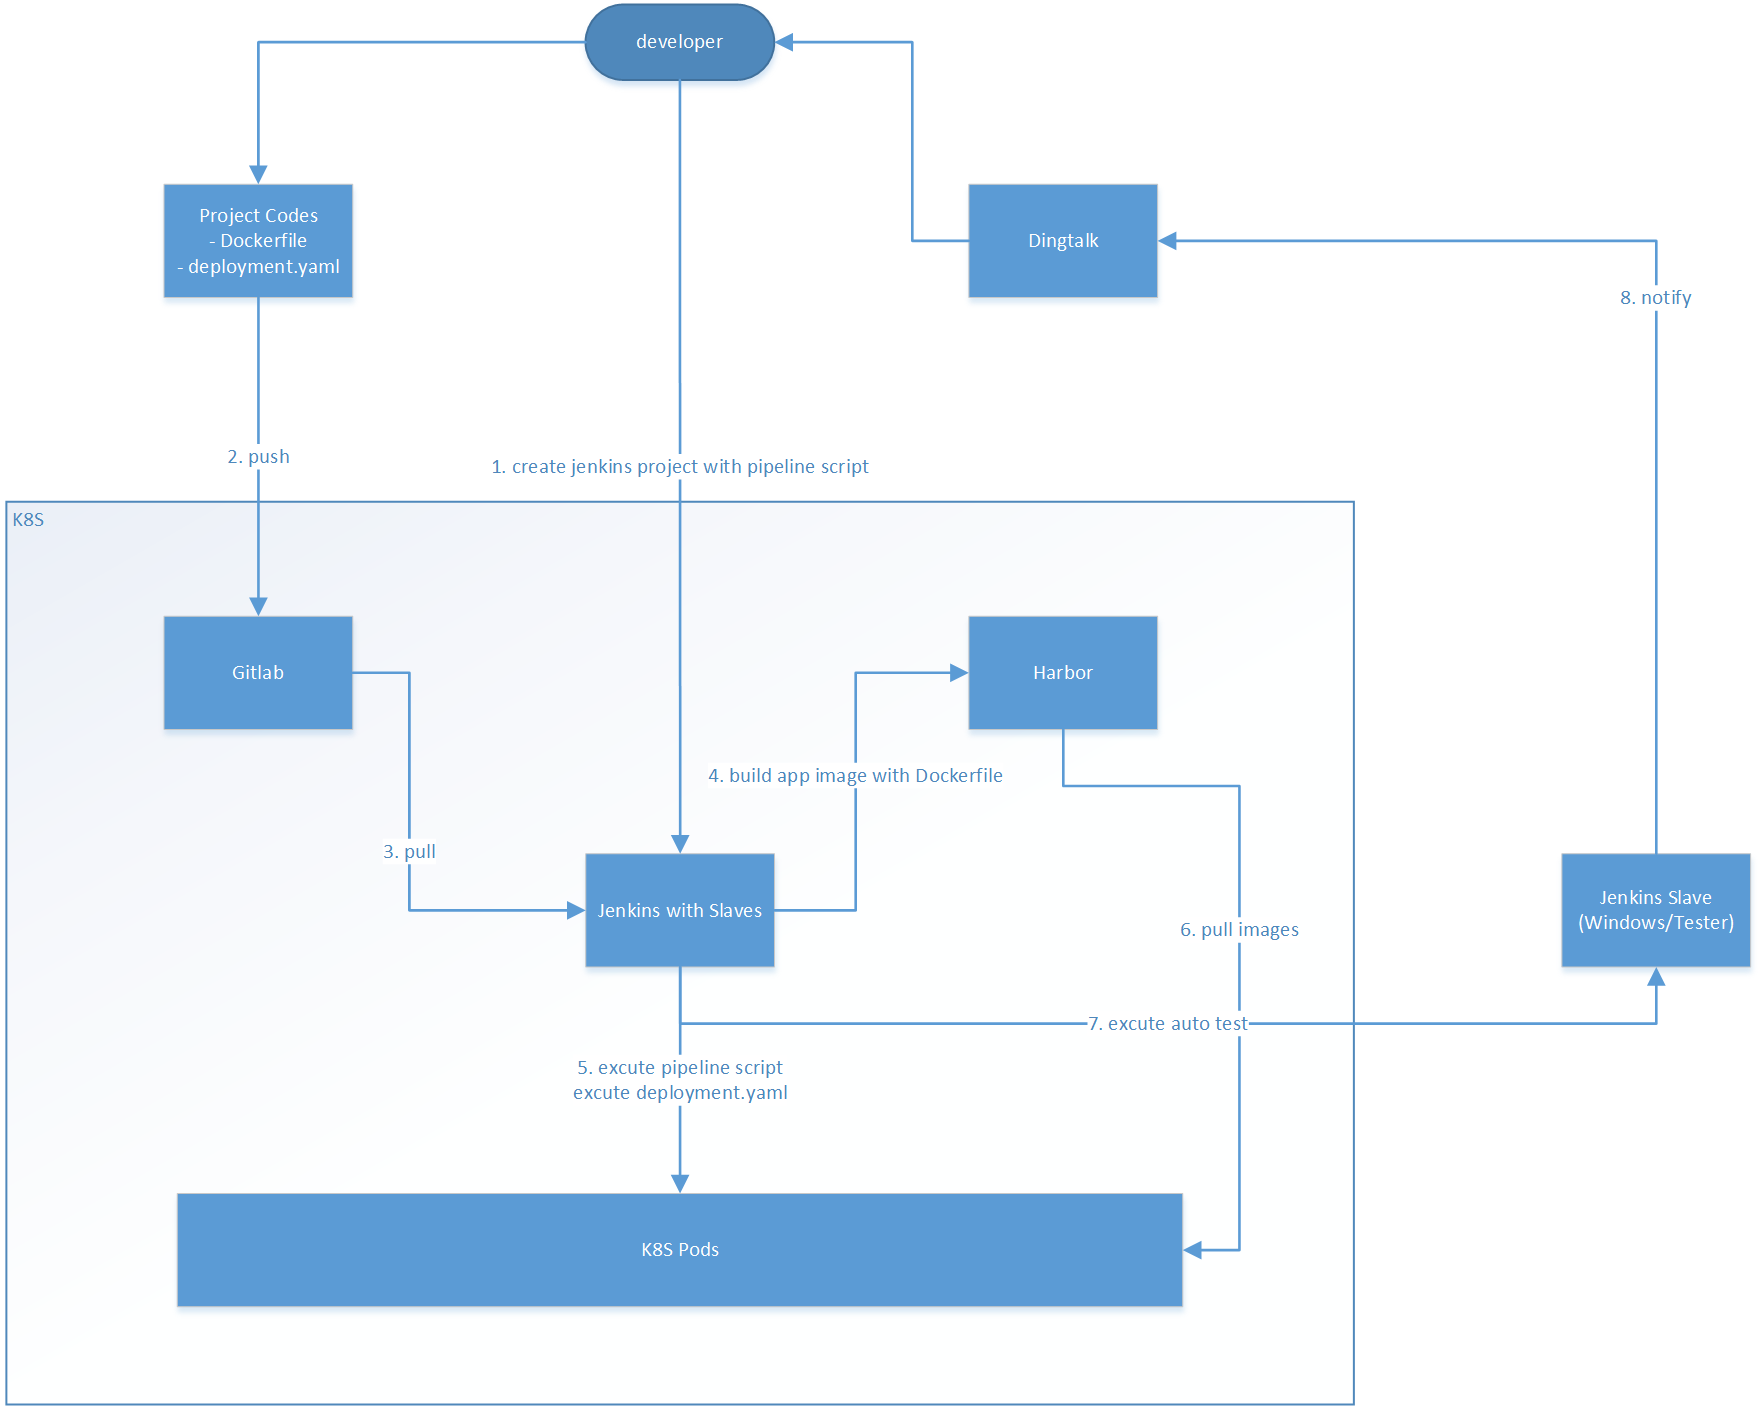 developer
Project Codes
- Dockerfile
- deployment.yaml
Dingtalk
8. notify
2. push
1. create jenkins project with pipeline script
K8S
Gitlab
Harbor
4. build app image with Dockerfile
3. pull
Jenkins with Slaves
Jenkins Slave
(Windows/Tester)
6. pull images
7. excute auto test
5. excute pipeline script
excute deployment.yaml
K8S Pods